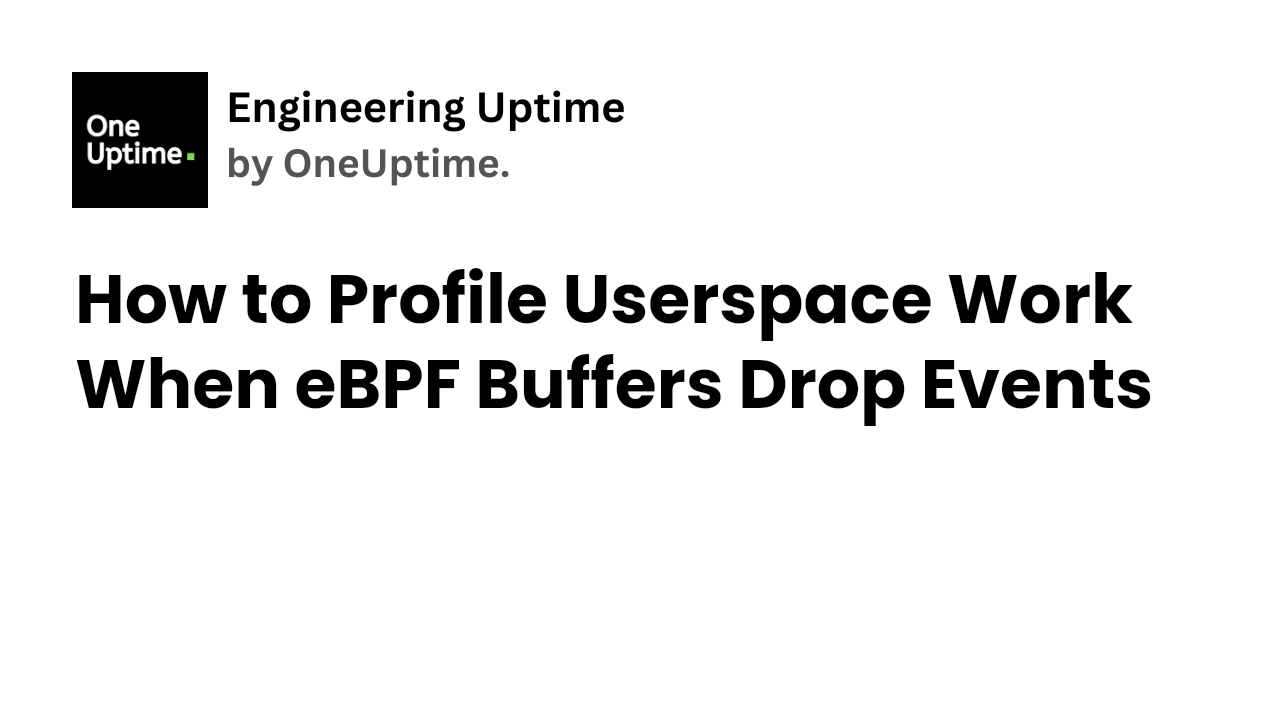 One
Uptime.
Engineering Uptime
by OneUptime.
How to Profile Userspace Work
When eBPF Buffers Drop Events